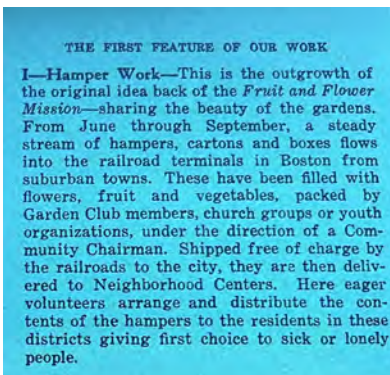 THE FIRST FEATURE OF OUR WORK
I—Hamper Work—This is the outgrowth of
the original idea back of the Fruit and Flower
Mission—sharing the beauty of the gardens.
From June through September, a steady
stream of hampers, cartons and boxes flows
into the railroad terminals in Boston from
suburban towns. These have been filled with
flowers, fruit and vegetables, packed by
Garden Club members, church groups or youth
organizations, under the direction of a Com-
munity Chairman. Shipped free of charge by
the railroads to the city, they are then deliv-
ered to Neighborhood Centers. Here eager
volunteers arrange and distribute the con-
tents of the hampers to the residents in these
districts giving first choice to sick or lonely
people.